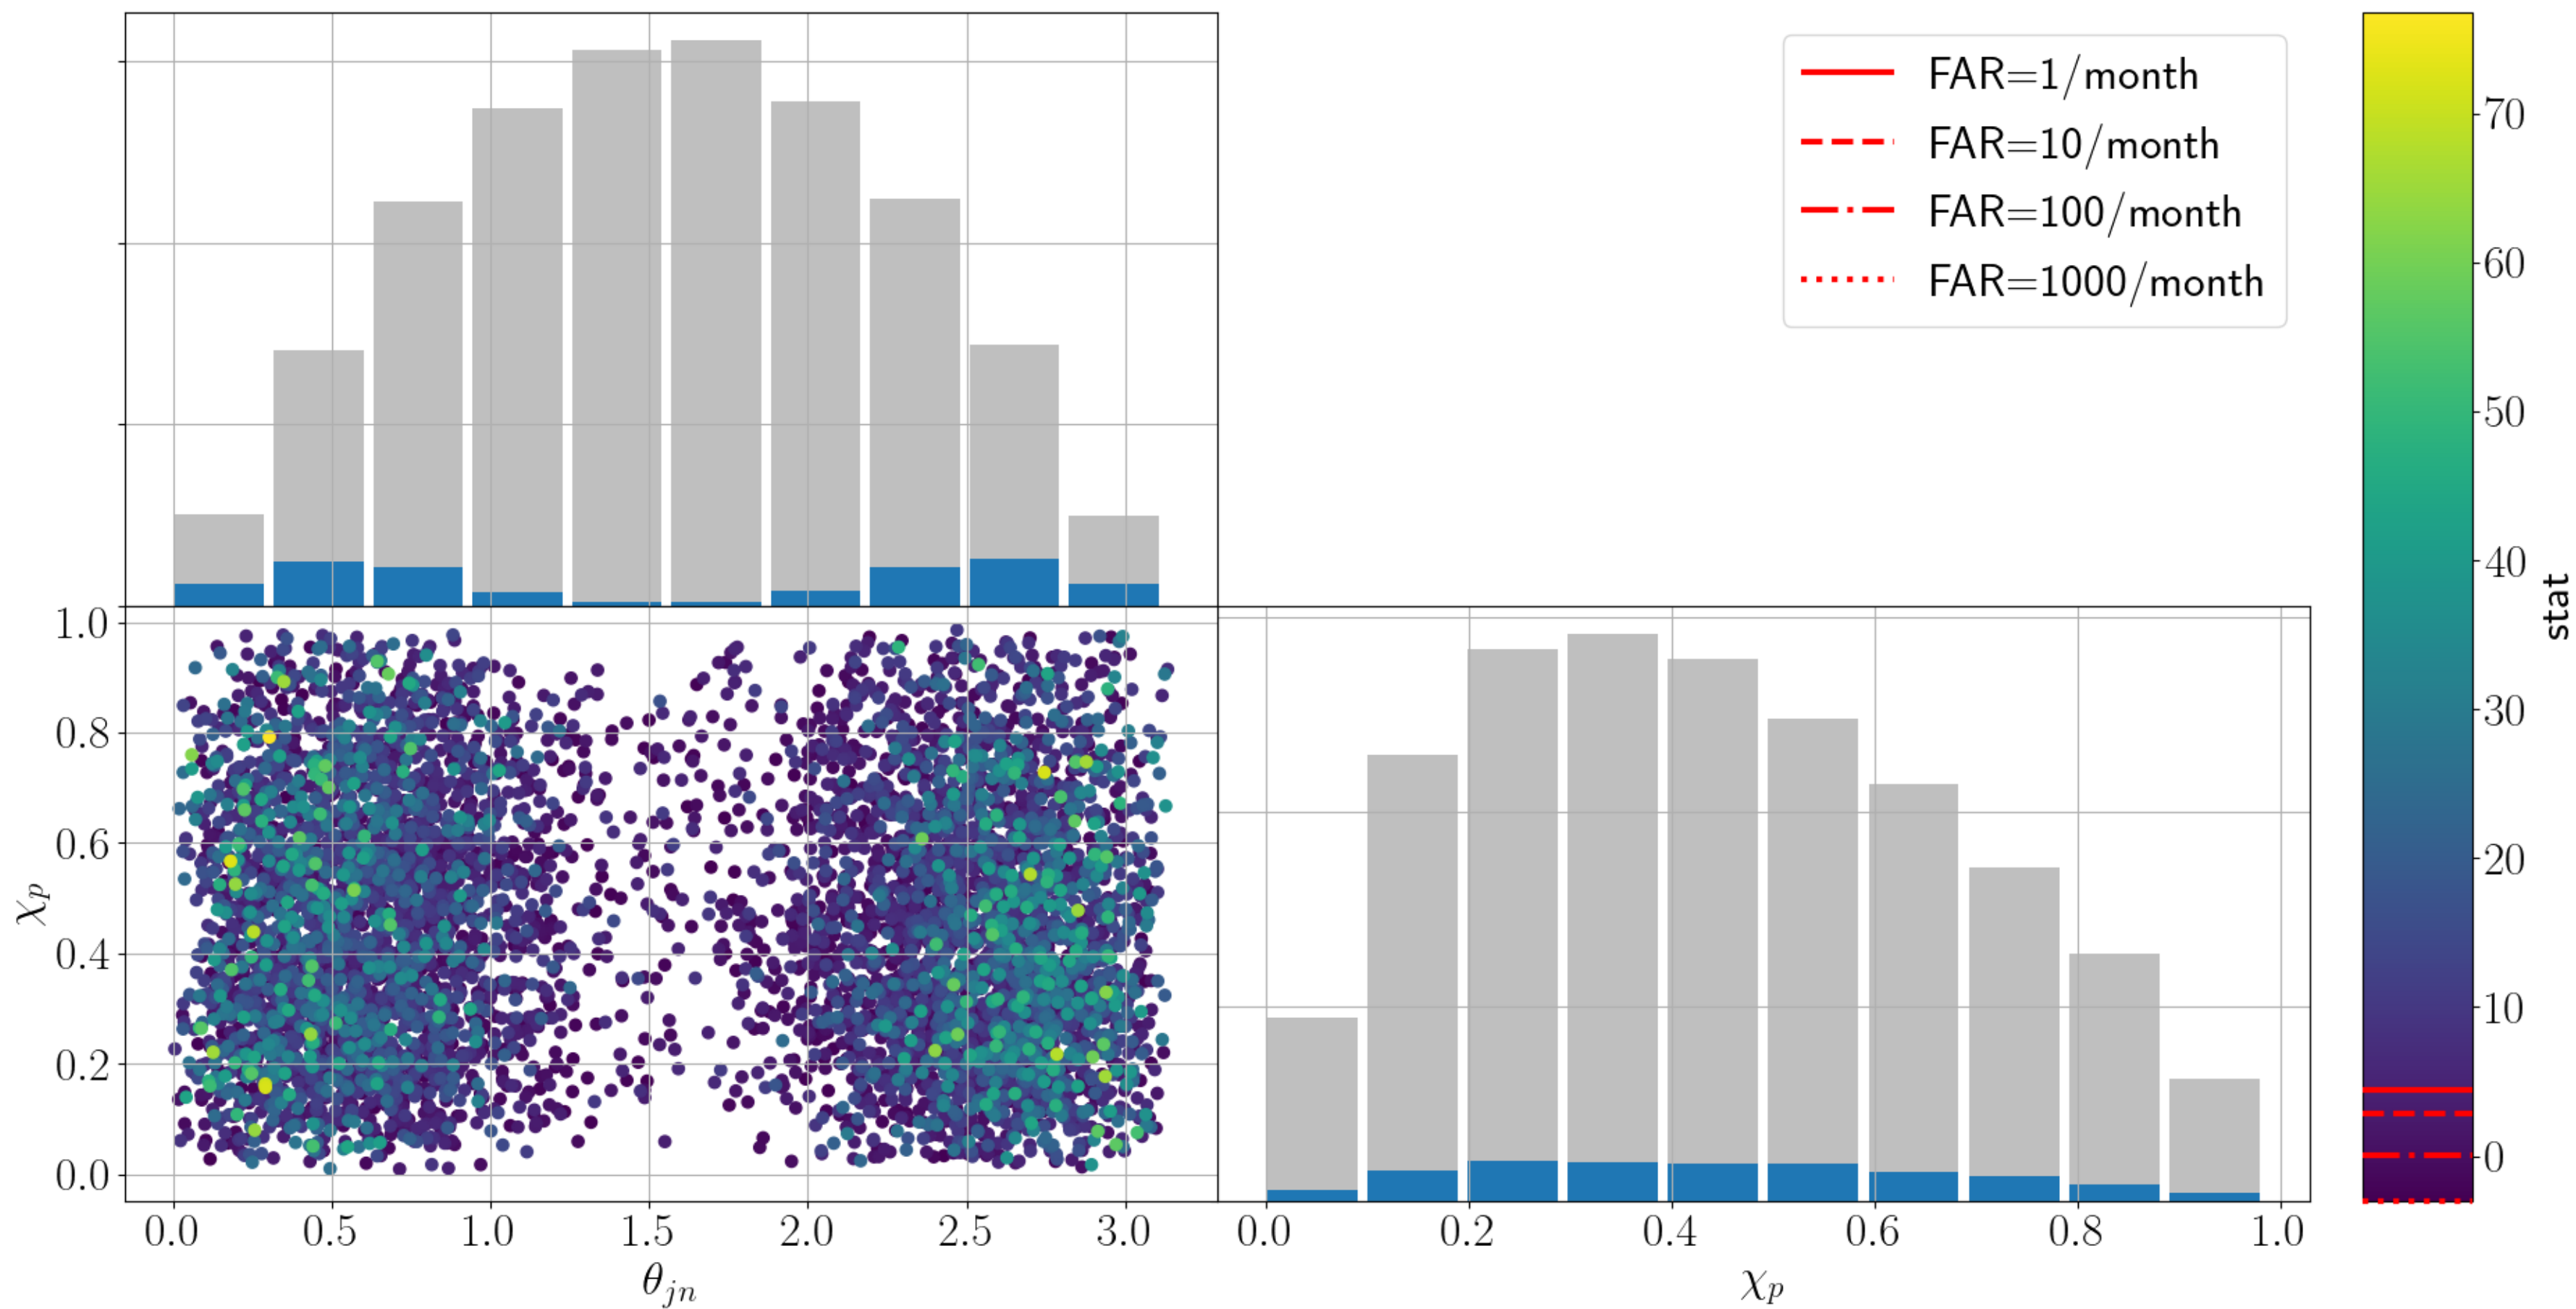 FAR=1/month
FAR=10/month
FAR=100/month
FAR=1000/month
70
60
50
40
30
20
10
0
stat
1.0
0.8
0.6
0.4
0.2
0.0
χp
0.0 0.5 1.0 1.5 2.0 2.5 3.0
θjn
0.0 0.2 0.4 0.6 0.8 1.0
χp